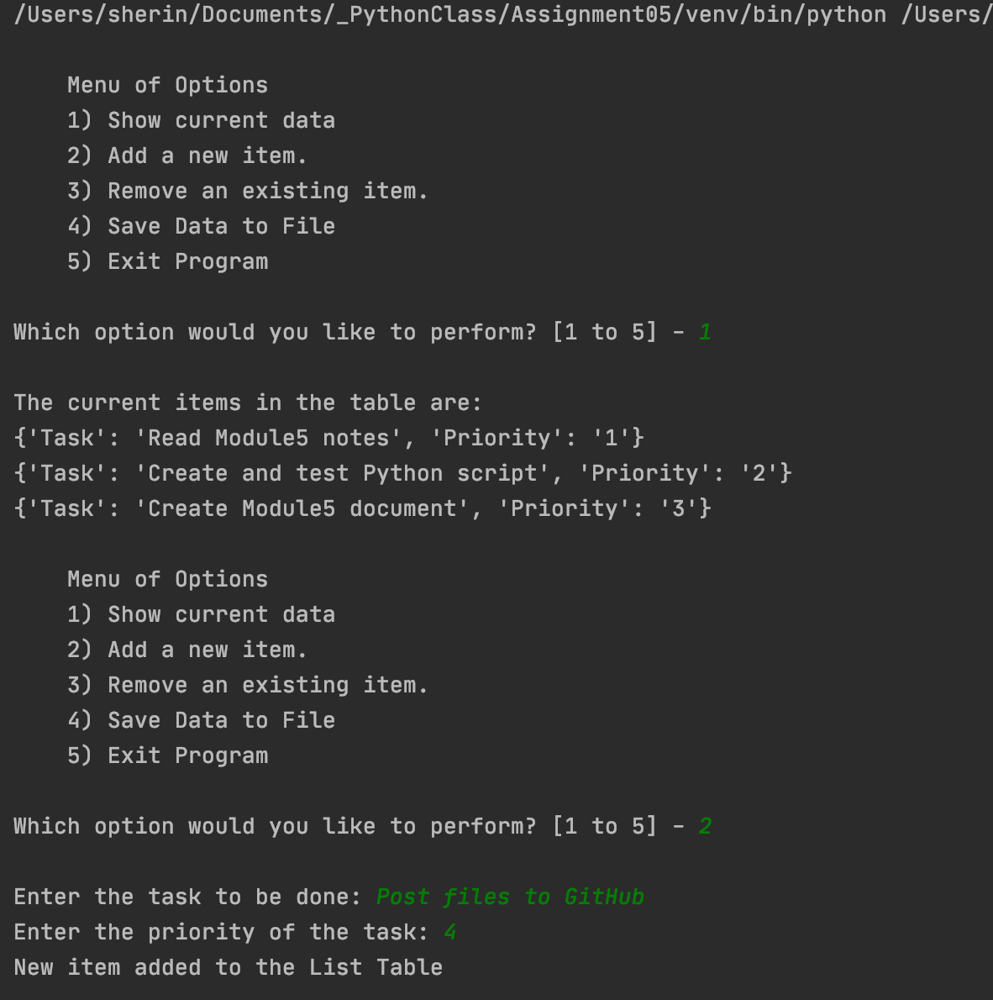 /Users/sherin/Documents/_PythonClass/Assignment05/venv/bin/python /Users/
Menu of Options
1) Show current data
2) Add a new item.
3) Remove an existing item.
4) Save Data to File
5) Exit Program
Which option would you like to perform? [1 to 5] - 1
The current items in the table are:
{'Task': 'Read Module5 notes', 'Priority': '1'}
{'Task': 'Create and test Python script', 'Priority': '2'}
{'Task': 'Create Module5 document', 'Priority': '3'}
Menu of Options
1) Show current data
2) Add a new item.
3) Remove an existing item.
4) Save Data to File
5) Exit Program
Which option would you like to perform? [1 to 5] - 2
Enter the task to be done: Post files to GitHub
Enter the priority of the task: 4
New item added to the List Table